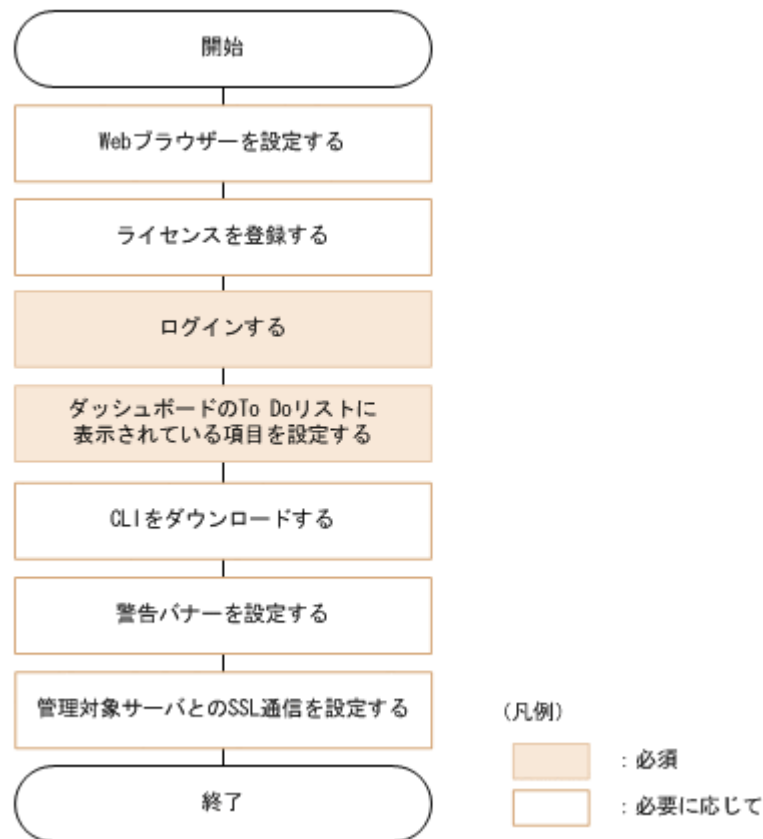 開始
Webブラウザーを設定する
ライセンスを登録する
ログインする
ダッシュボードのTo Doリストに
表示されている項目を設定する
CLIをダウンロードする
警告バナーを設定する
管理対象サーバとのSSL通信を設定する
終了
(凡例)
:必須
:必要に応じて